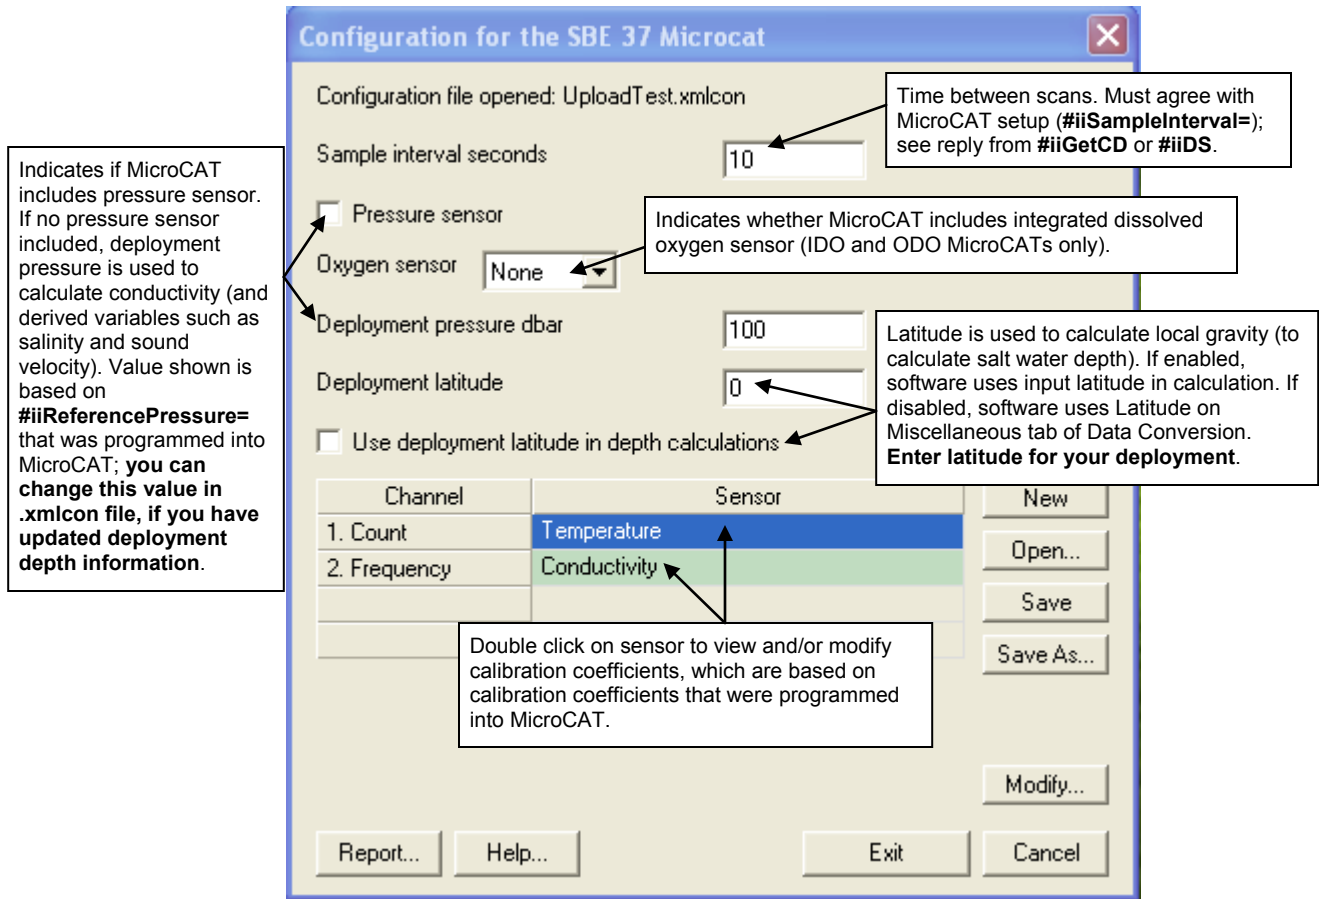 Configuration for the SBE 37 Microcat
Configuration file opened: UploadTest.xmlcon
Time between scans. Must agree with
MicroCAT setup (#iiSampleInterval=);
see reply from #iiGetCD or #iiDS.
Sample interval seconds
10
Indicates if MicroCAT
includes pressure sensor.
If no pressure sensor
included, deployment
pressure is used to
calculate conductivity (and
derived variables such as
salinity and sound
velocity). Value shown is
based on
#iiReferencePressure=
that was programmed into
MicroCAT; you can
change this value in
.xmlcon file, if you have
updated deployment
depth information.
Pressure sensor
Indicates whether MicroCAT includes integrated dissolved
oxygen sensor (IDO and ODO MicroCATs only).
Oxygen sensor
None
Deployment pressure dbar
100
Latitude is used to calculate local gravity (to
calculate salt water depth). If enabled,
software uses input latitude in calculation. If
disabled, software uses Latitude on
Miscellaneous tab of Data Conversion.
Enter latitude for your deployment.
Deployment latitude
0
Use deployment latitude in depth calculations
Channel Sensor
1. Count Temperature
2. Frequency Conductivity
New
Open...
Save
Save As...
Double click on sensor to view and/or modify
calibration coefficients, which are based on
calibration coefficients that were programmed
into MicroCAT.
Modify...
Report... Help... Exit Cancel